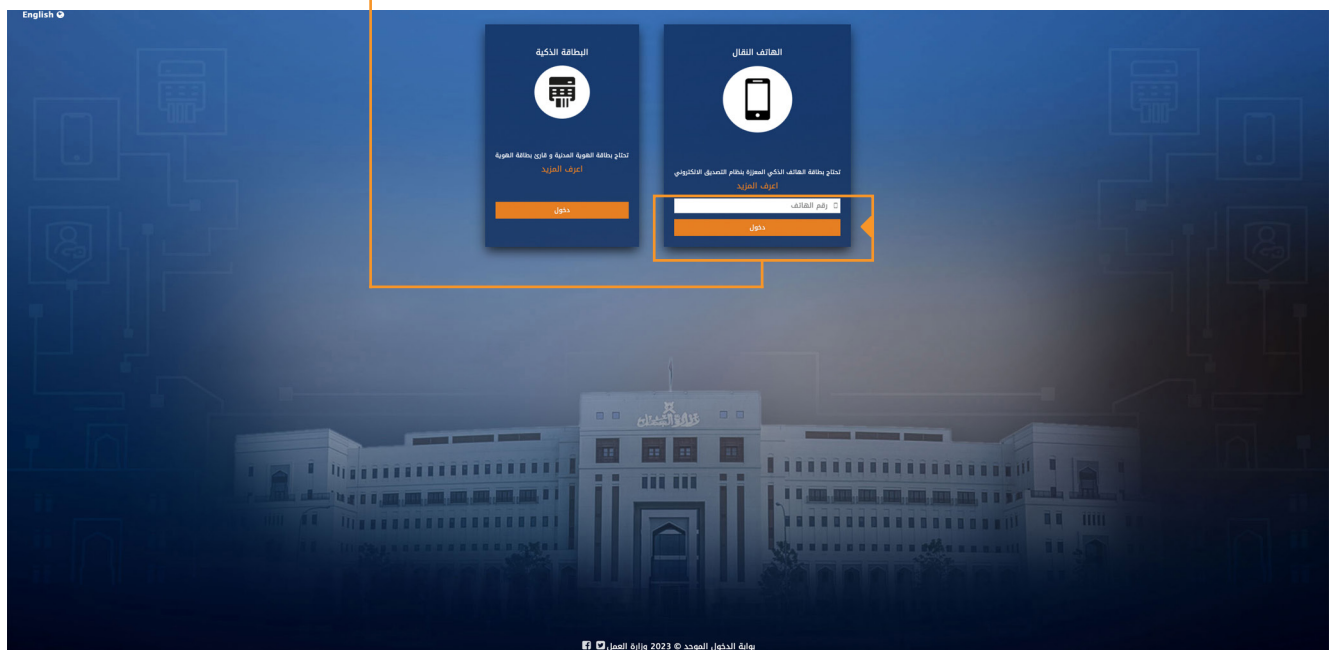 English
الهاتف النقال
تحتاج بطاقة الهاتف الذكي المعززة بنظام التصديق الالكتروني
اعرف المزيد
رقم الهاتف
دخول
البطاقة الذكية
تحتاج بطاقة الهوية المدنية و قارئ بطاقة الهوية
اعرف المزيد
دخول
بوابة الدخول الموحد © 2023 وزارة العمل